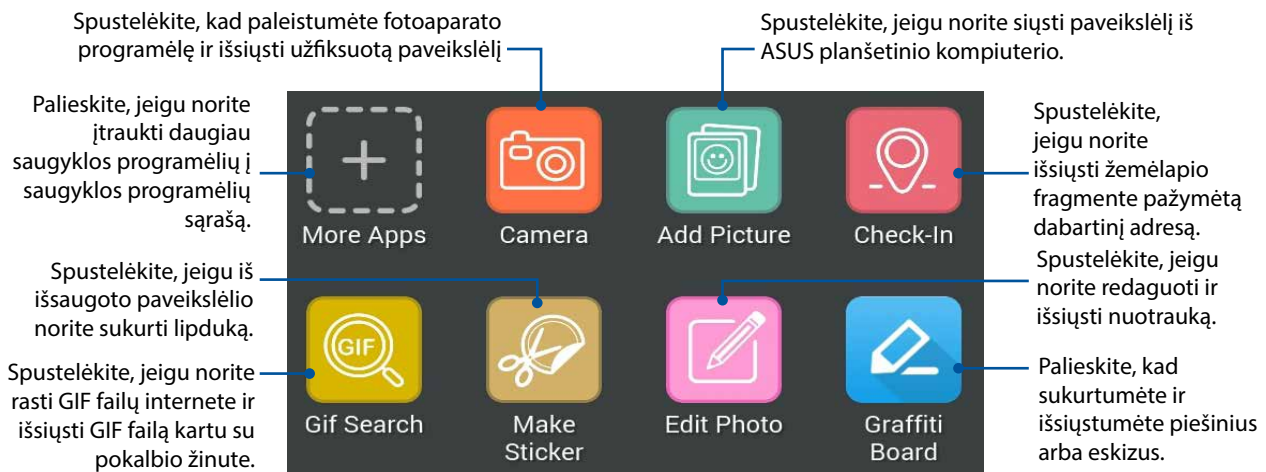 Spustelėkite, kad paleistumėte fotoaparato
programėlę ir išsiųsti užfiksuotą paveikslėlį
Spustelėkite, jeigu norite siųsti paveikslėlį iš
ASUS planšetinio kompiuterio.
Palieskite, jeigu norite
įtraukti daugiau
saugyklos programėlių į
saugyklos programėlių
sąrašą.
Spustelėkite,
jeigu norite
išsiųsti žemėlapio
fragmente pažymėtą
dabartinį adresą.
More Apps
Camera
Add Picture
Check-In
Spustelėkite, jeigu iš
išsaugoto paveikslėlio
norite sukurti lipduką.
Spustelėkite, jeigu
norite redaguoti ir
išsiųsti nuotrauką.
Spustelėkite, jeigu norite
rasti GIF failų internete ir
išsiųsti GIF failą kartu su
pokalbio žinute.
GIF
Gif Search
Make
Sticker
Edit Photo
Graffiti
Board
Palieskite, kad
sukurtumėte ir
išsiųstumėte piešinius
arba eskizus.